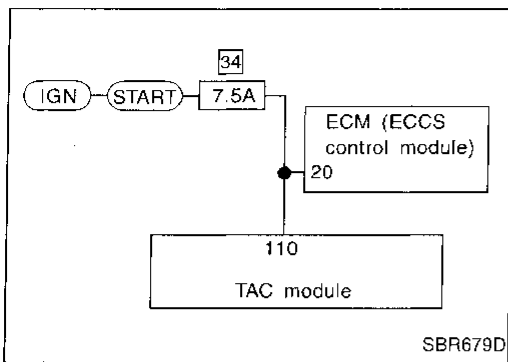 34
IGN START 7.5A
ECM (ECCS
control module)
20
110
TAC module
SBR679D